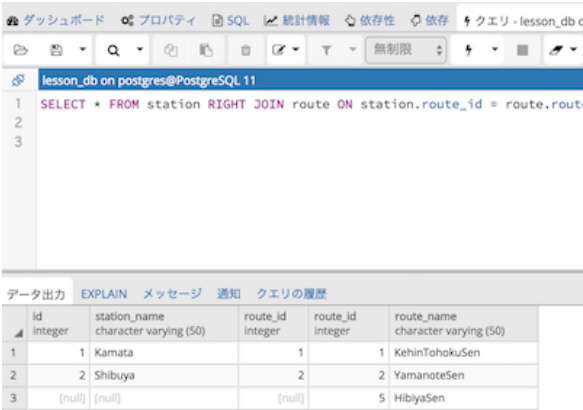 ダッシュボード プロパティ SQL 統計情報 依存性 依存 クエリ - lesson_db
無制限
lesson_db on postgres@PostgreSQL 11
1 SELECT * FROM station RIGHT JOIN route ON station.route_id = route.rout
2
3
データ出力 EXPLAIN メッセージ 通知 クエリの履歴
id station_name route_id route_id route_name
integer character varying (50) integer integer character varying (50)
1 1 Kamata 1 1 KehinTohokuSen
2 2 Shibuya 2 2 YamanoteSen
3 [null] [null] [null] 5 HibiyaSen